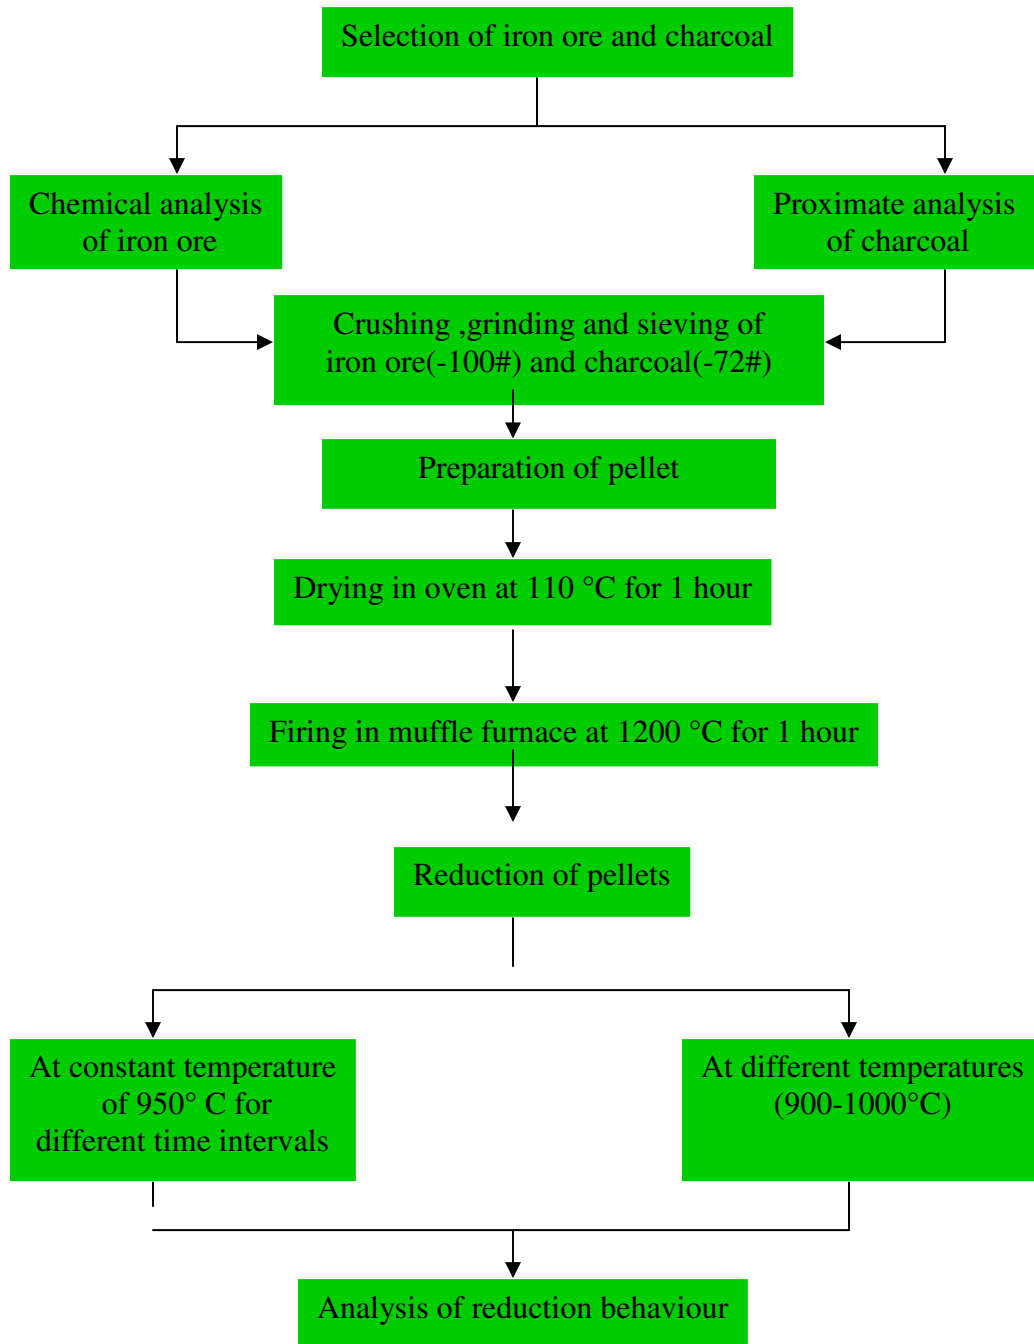 Selection of iron ore and charcoal
Chemical analysis
of iron ore
Proximate analysis
of charcoal
Crushing ,grinding and sieving of
iron ore(-100#) and charcoal(-72#)
Preparation of pellet
Drying in oven at 110 °C for 1 hour
Firing in muffle furnace at 1200 °C for 1 hour
Reduction of pellets
At constant temperature
of 950° C for
different time intervals
At different temperatures
(900-1000°C)
Analysis of reduction behaviour